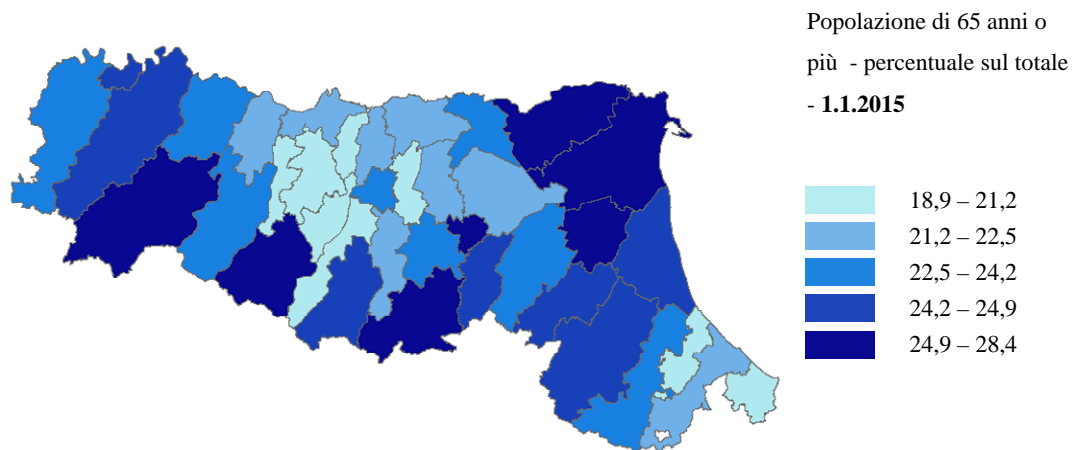 Popolazione di 65 anni o
più - percentuale sul totale
- 1.1.2015
18,9 – 21,2
21,2 – 22,5
22,5 – 24,2
24,2 – 24,9
24,9 – 28,4